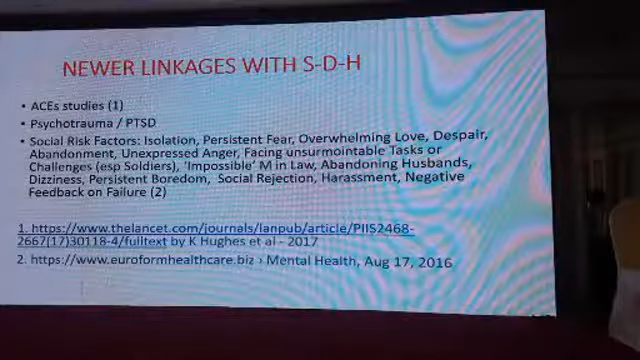 NEWER LINKAGES WITH S-D-H
• ACEs studies (1)
• Psychotrauma / PTSD
• Social Risk Factors: Isolation, Persistent Fear, Overwhelming Love, Despair,
Abandonment, Unexpressed Anger, Facing unsurmountable Tasks or
Challenges (esp Soldiers), 'Impossible' M in Law, Abandoning Husbands,
Dizziness, Persistent Boredom, Social Rejection, Harassment, Negative
Feedback on Failure (2)
1. https://www.thelancet.com/journals/lanpub/article/PIIS2468-
2667(17)30118-4/fulltext by K Hughes et al - 2017
2. https://www.euroformhealthcare.biz › Mental Health, Aug 17, 2016